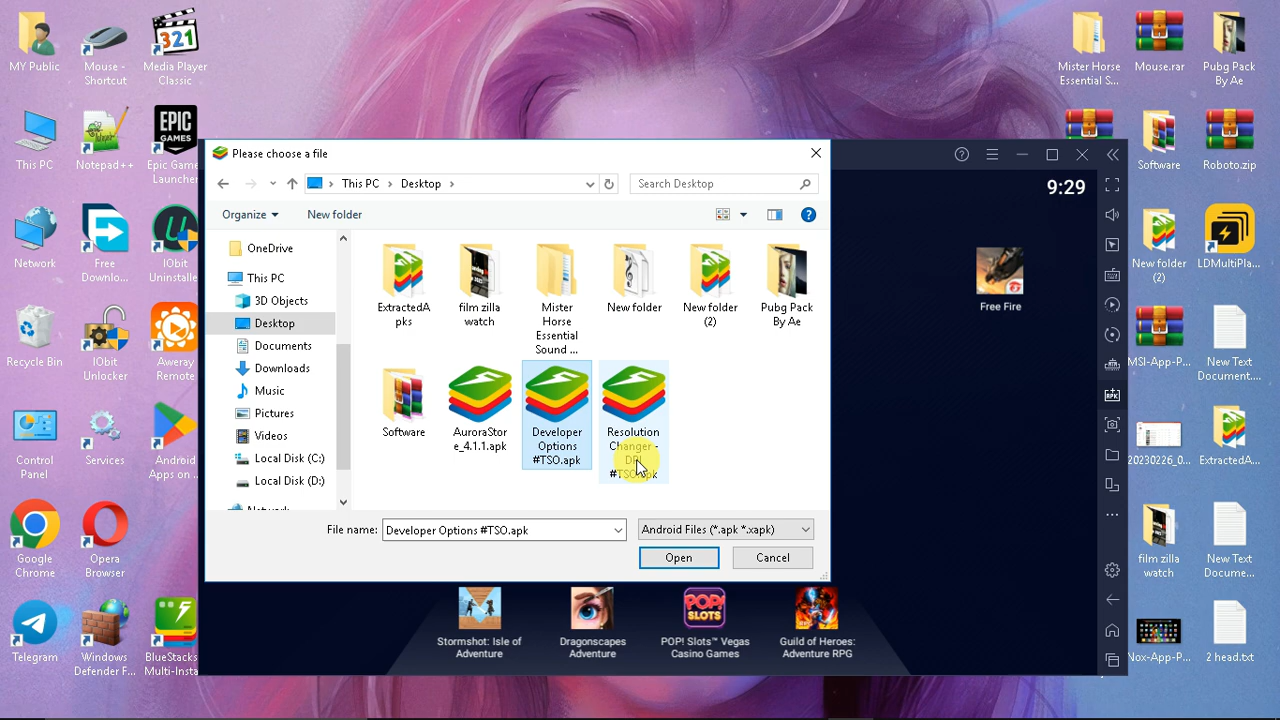 MY Public
Mouse -
Shortcut
Media Player
Classic
321
This PC
Notepad++
EPIC
GAMES
Epic Game
Launcher
Network
Free
Downlo...
IObit
Uninstalle
Recycle Bin
IObit
Unlocker
Aweray
Remote
Control
Panel
Services
Android
Apps on ...
Google
Chrome
Opera
Browser
Telegram
Windows
Defender F...
BlueStacks
Multi-Insta
Please choose a file
This PC
Desktop
Search Desktop
Organize
New folder
OneDrive
This PC
3D Objects
Desktop
Documents
Downloads
Music
Pictures
Videos
Local Disk (C:)
Local Disk (D:)
ExtractedA
pks
film zilla
watch
Mister
Horse
Essential
Sound ...
New folder
New folder
(2)
Pubg Pack
By Ae
Software
AuroraStor
e_4.1.1.apk
Developer
Options
#TSO.apk
Resolution
Changer -
DPI
#TSO.apk
File name:
Developer Options #TSO.apk
Android Files (*.apk *.xapk)
Open
Cancel
9:29
Free Fire
Stormshot: Isle of
Adventure
Dragonscapes
Adventure
POP!
SLOTS
POP! Slots™ Vegas
Casino Games
Guild of Heroes:
Adventure RPG
Mister Horse
Essential S...
Mouse.rar
Pubg Pack
By Ae
Software
Roboto.zip
New folder
(2)
LDMultiPla...
MSI-App-P...
New Text
Document....
20230226_0...
ExtractedA...
film zilla
watch
New Text
Docume...
Nox-App-P...
2 head.txt